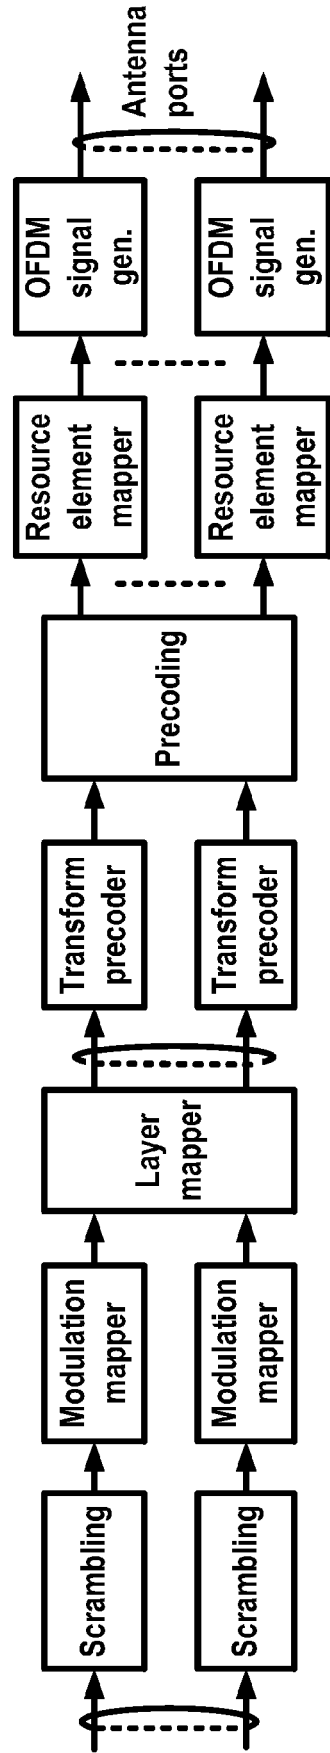 Scrambling
Scrambling
Modulation
mapper
Modulation
mapper
Layer
mapper
Transform
precoder
Transform
precoder
Precoding
Resource
element
mapper
Resource
element
mapper
OFDM
signal
gen.
OFDM
signal
gen.
Antenna
ports